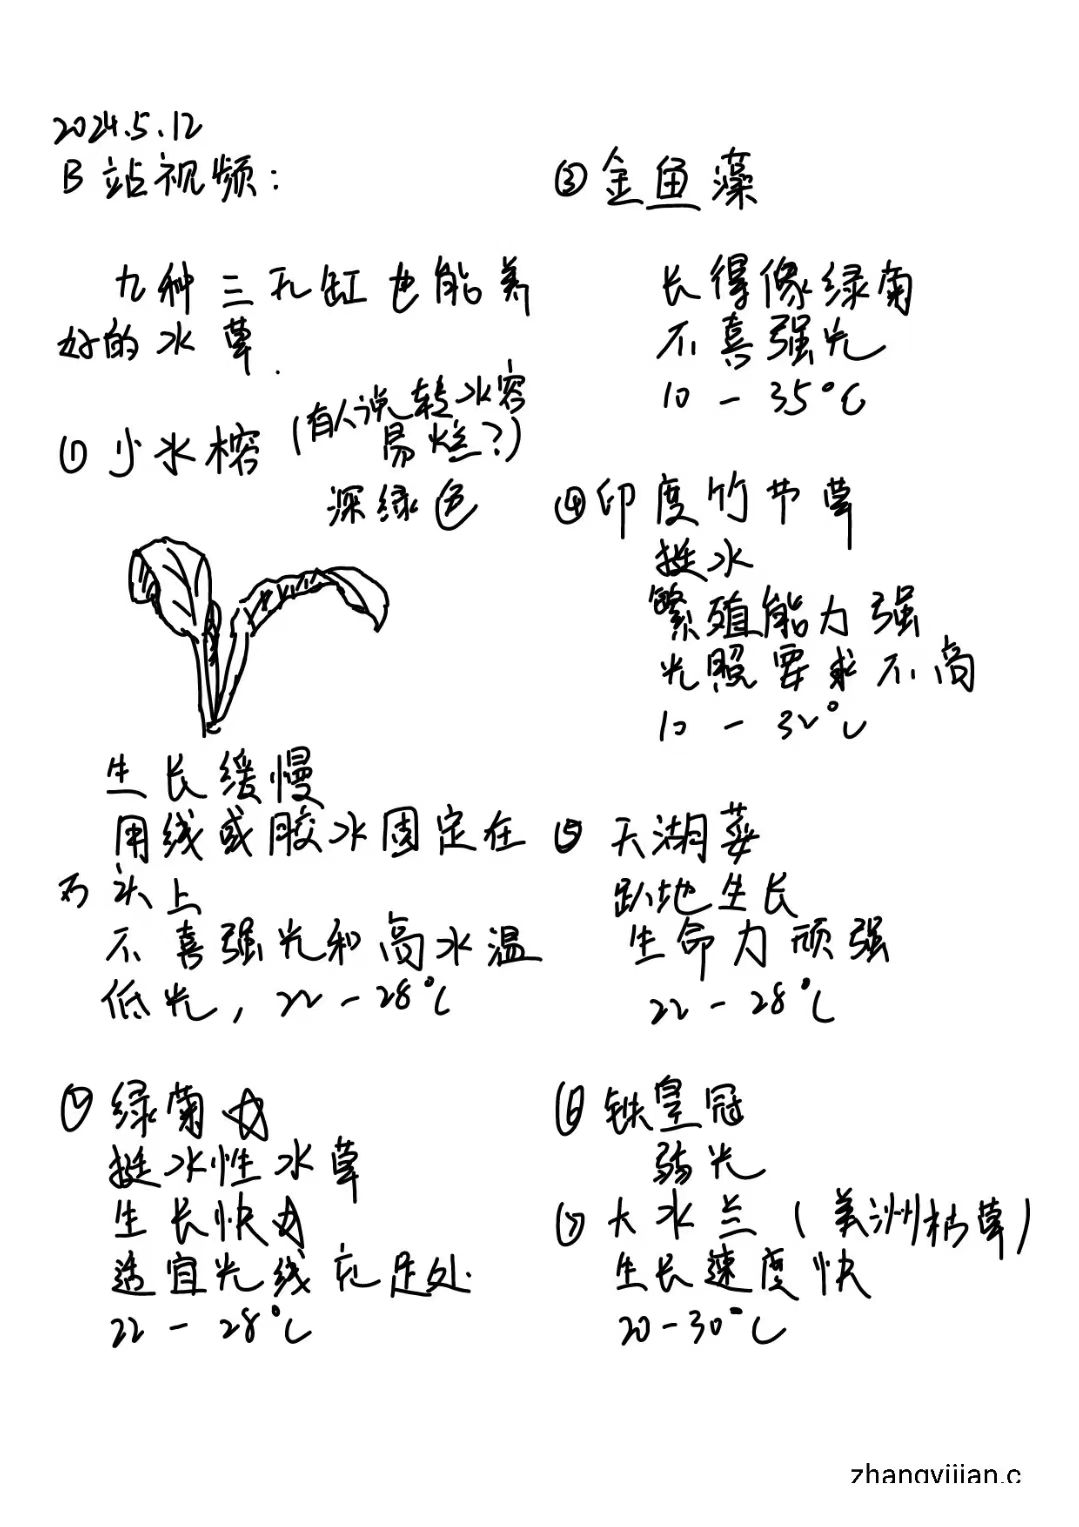 2024.5.12
B站视频:
九种三孔缸也能养
好的水草.
① 小水榕 (有人说转水容
易烂?)
深绿色
生长缓慢
用线或胶水固定在
石头上
不喜强光和高水温
低光, 22-28°C
② 绿菊☆
挺水性水草
生长快☆
适宜光线充足处.
22-28°C
③ 金鱼藻
长得像绿菊
不喜强光
10-35°C
④ 印度竹节草
挺水
繁殖能力强
光照要求不高
10-32°C
⑤ 天湖荽
趴地生长
生命力顽强
22-28°C
⑥ 铁皇冠
弱光
⑦ 大水兰 (美洲枯草)
生长速度快
20-30°C
zhangyijian.c